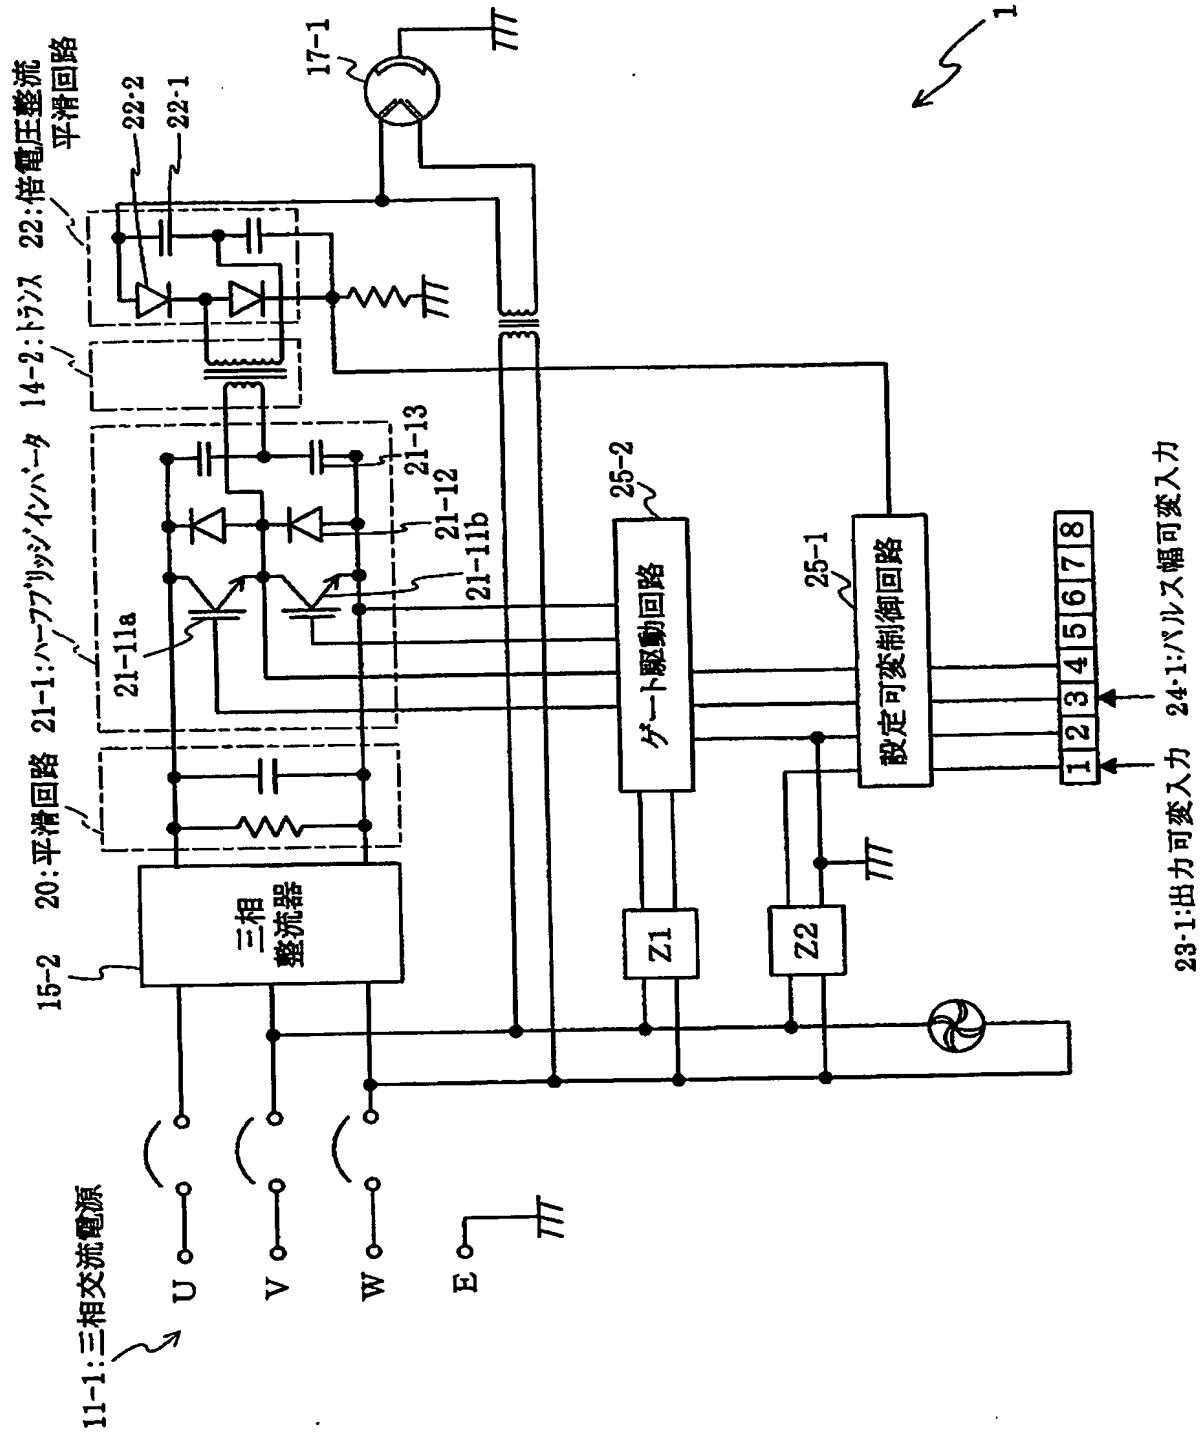 11-1:三相交流電源
U
V
W
E
15-2
三相
整流器
20:平滑回路
21-1:ハーフブリッジインバータ
21-11a
21-11b
21-12
21-13
14-2:トランス
22:倍電圧整流
平滑回路
22-2
22-1
17-1
1
25-2
ゲート駆動回路
25-1
設定可変制御回路
Z1
Z2
1 2 3 4 5 6 7 8
23-1:出力可変入力
24-1:パルス幅可変入力